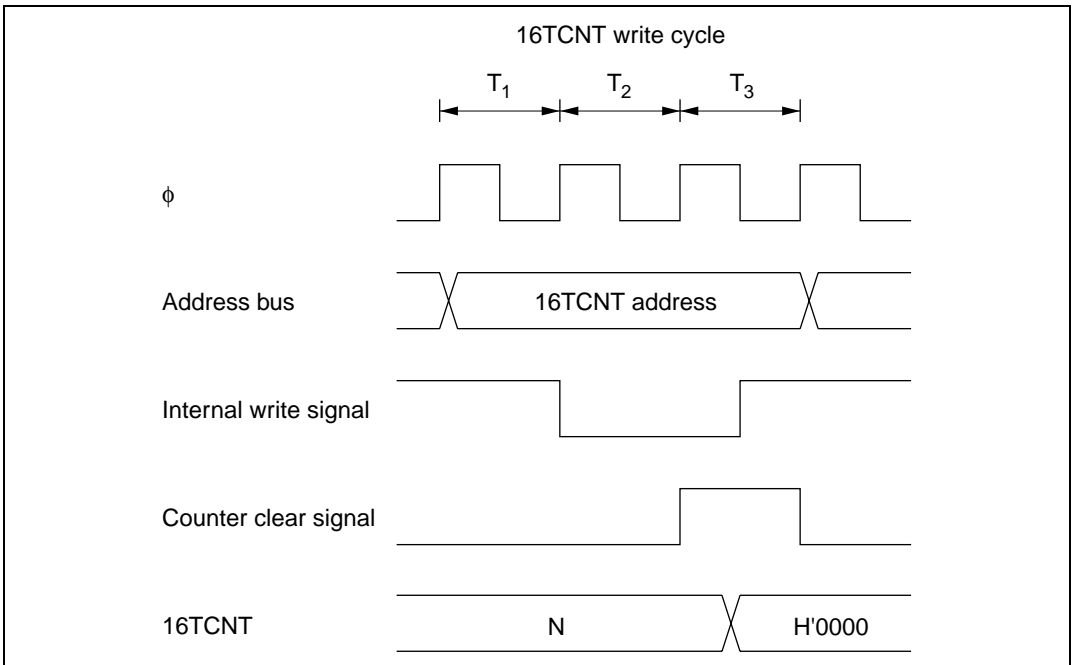 16TCNT write cycle
T1 T2 T3
φ
Address bus 16TCNT address
Internal write signal
Counter clear signal
16TCNT N H'0000